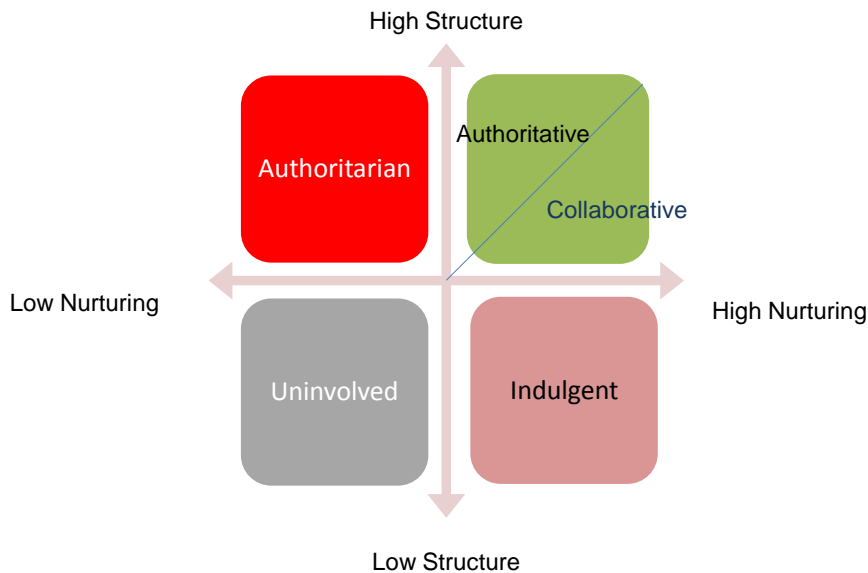 High Structure
Authoritative
Authoritarian
Collaborative
Low Nurturing
High Nurturing
Uninvolved
Indulgent
Low Structure